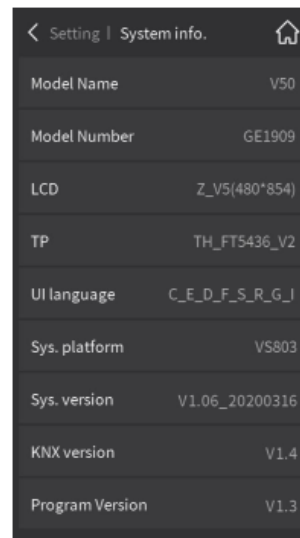 Setting | System info.
Model Name V50
Model Number GE1909
LCD Z_V5(480*854)
TP TH_FT5436_V2
UI language C_E_D_F_S_R_G_I
Sys. platform VS803
Sys. version V1.06_20200316
KNX version V1.4
Program Version V1.3